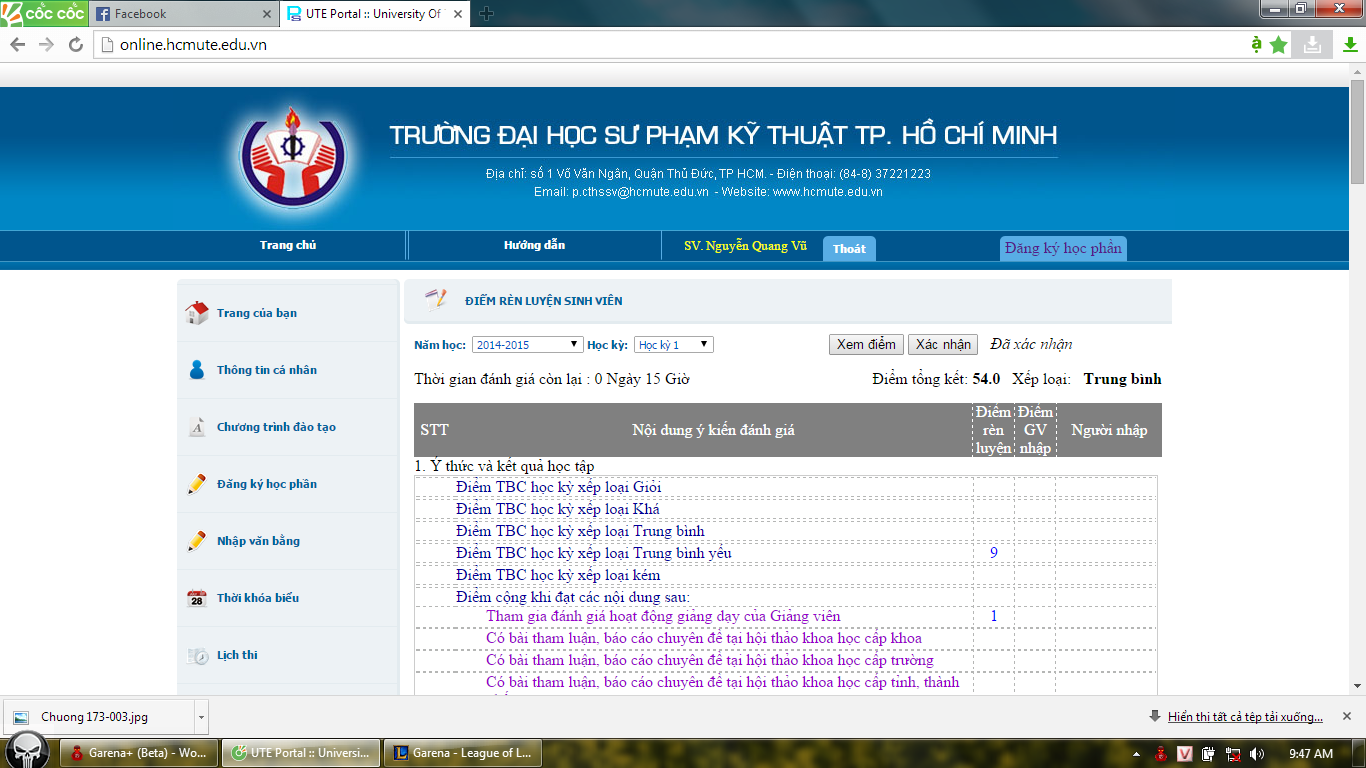 cốc cốc
Facebook
UTE Portal :: University Of
online.hcmute.edu.vn
TRƯỜNG ĐẠI HỌC SƯ PHẠM KỸ THUẬT TP. HỒ CHÍ MINH
Địa chỉ: số 1 Võ Văn Ngân, Quận Thủ Đức, TP HCM. - Điện thoại: (84-8) 37221223
Email: p.cthssv@hcmute.edu.vn - Website: www.hcmute.edu.vn
Trang chủ
Hướng dẫn
SV. Nguyễn Quang Vũ
Thoát
Đăng ký học phần
Trang của bạn
Thông tin cá nhân
Chương trình đào tạo
Đăng ký học phần
Nhập văn bằng
28
Thời khóa biểu
Lịch thi
ĐIỂM RÈN LUYỆN SINH VIÊN
Năm học: 2014-2015 Học kỳ: Học kỳ 1 Xem điểm Xác nhận Đã xác nhận
Thời gian đánh giá còn lại : 0 Ngày 15 Giờ Điểm tổng kết: 54.0 Xếp loại: Trung bình
STT Nội dung ý kiến đánh giá Điểm rèn luyện Điểm GV nhập Người nhập
1. Ý thức và kết quả học tập
Điểm TBC học kỳ xếp loại Giỏi
Điểm TBC học kỳ xếp loại Khá
Điểm TBC học kỳ xếp loại Trung bình
Điểm TBC học kỳ xếp loại Trung bình yếu 9
Điểm TBC học kỳ xếp loại kém
Điểm cộng khi đạt các nội dung sau:
Tham gia đánh giá hoạt động giảng dạy của Giảng viên 1
Có bài tham luận, báo cáo chuyên đề tại hội thảo khoa học cấp khoa
Có bài tham luận, báo cáo chuyên đề tại hội thảo khoa học cấp trường
Có bài tham luận, báo cáo chuyên đề tại hội thảo khoa học cấp tỉnh, thành
Chuong 173-003.jpg
Hiển thị tất cả tệp tải xuống...
Garena+ (Beta) - Wo...
UTE Portal :: Universi...
Garena - League of L...
9:47 AM